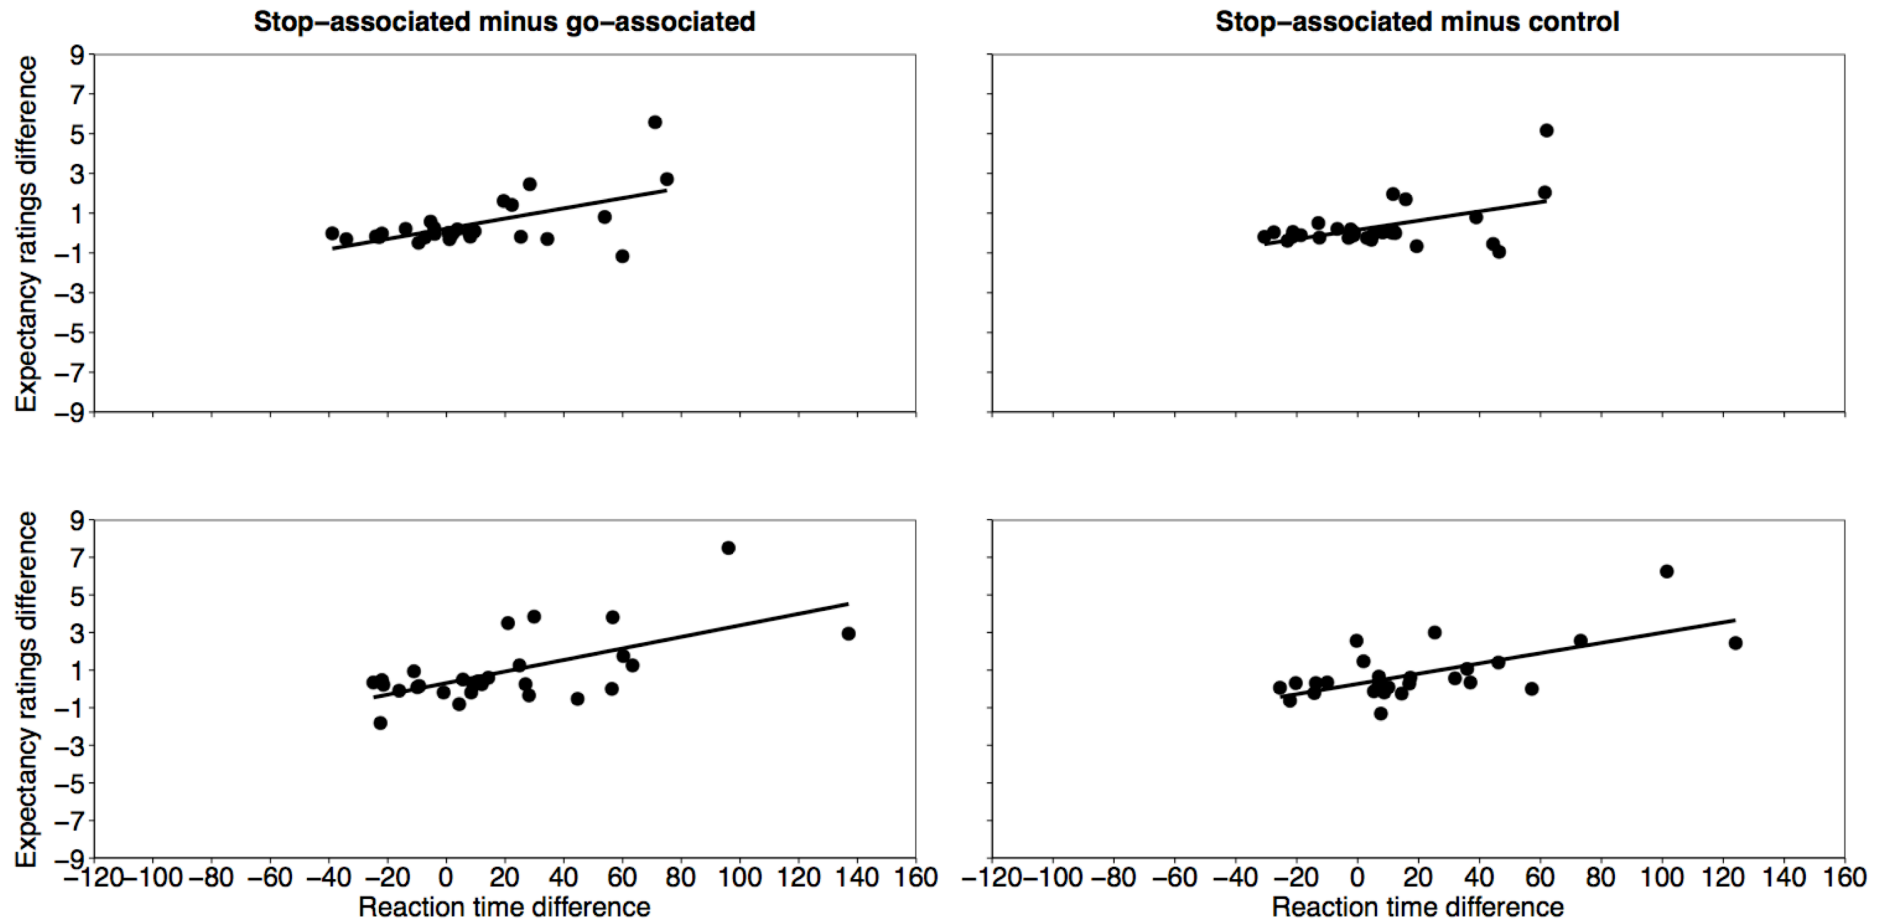 Stop−associated minus go−associated
Stop−associated minus control
Expectancy ratings difference
9
7
5
3
1
−1
−3
−5
−7
−9
Expectancy ratings difference
9
7
5
3
1
−1
−3
−5
−7
−9
−120 −100 −80 −60 −40 −20 0 20 40 60 80 100 120 140 160
Reaction time difference
−120 −100 −80 −60 −40 −20 0 20 40 60 80 100 120 140 160
Reaction time difference